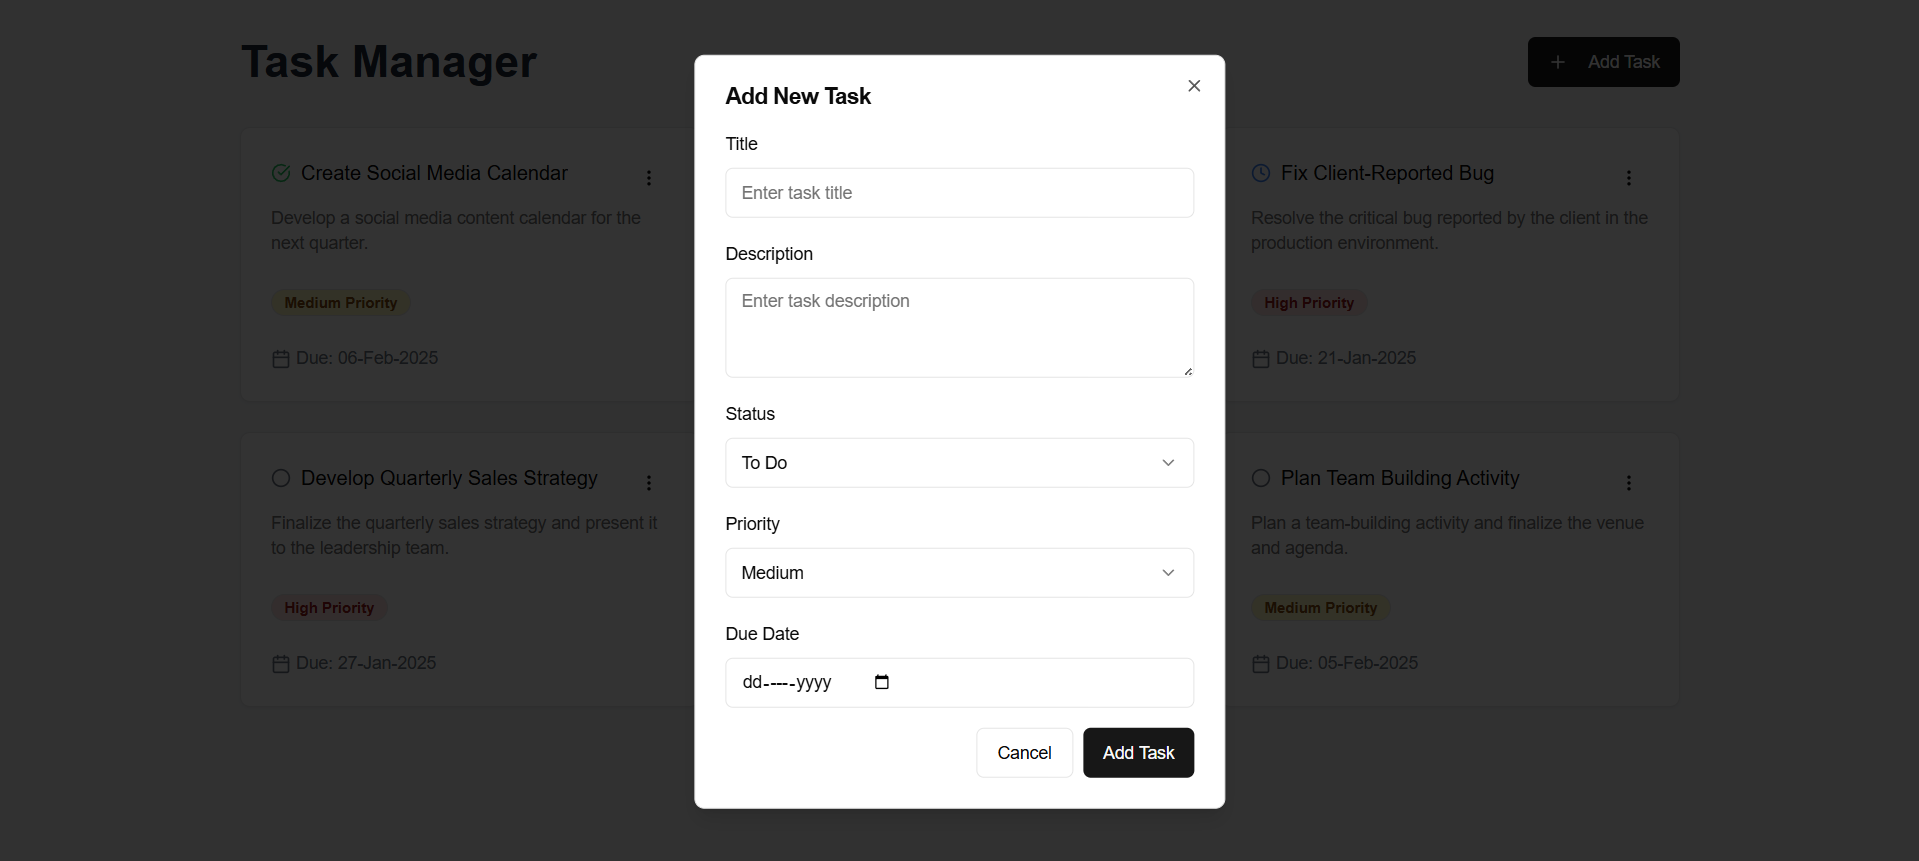 Task Manager
Add Task
Create Social Media Calendar
Develop a social media content calendar for the
next quarter.
Medium Priority
Due: 06-Feb-2025
Fix Client-Reported Bug
Resolve the critical bug reported by the client in the
production environment.
High Priority
Due: 21-Jan-2025
Develop Quarterly Sales Strategy
Finalize the quarterly sales strategy and present it
to the leadership team.
High Priority
Due: 27-Jan-2025
Plan Team Building Activity
Plan a team-building activity and finalize the venue
and agenda.
Medium Priority
Due: 05-Feb-2025
Add New Task
Title
Enter task title
Description
Enter task description
Status
To Do
Priority
Medium
Due Date
dd-----yyyy
Cancel
Add Task